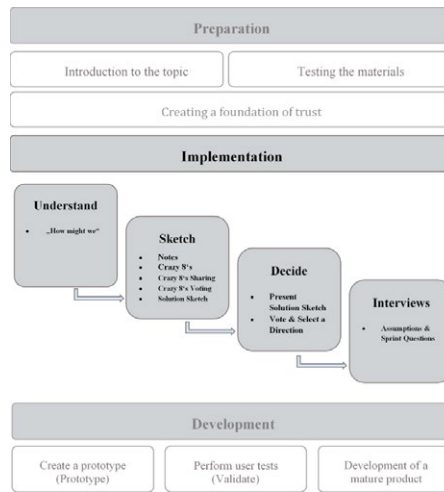 Preparation
Introduction to the topic
Testing the materials
Creating a foundation of trust
Implementation
Understand
• „How might we“
Sketch
• Notes
• Crazy 8‘s
• Crazy 8‘s Sharing
• Crazy 8‘s Voting
• Solution Sketch
Decide
• Present
Solution Sketch
• Vote & Select a
Direction
Interviews
• Assumptions &
Sprint Questions
Development
Create a prototype
(Prototype)
Perform user tests
(Validate)
Development of a
mature product